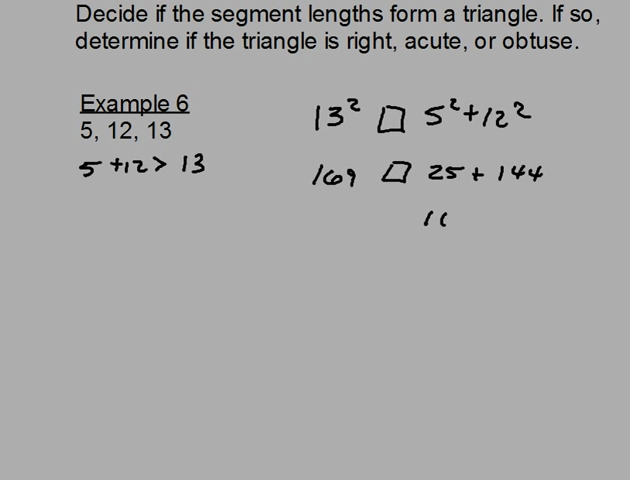 Decide if the segment lengths form a triangle. If so,
determine if the triangle is right, acute, or obtuse.
Example 6
5, 12, 13
5 + 12 > 13
13² □ 5² + 12²
169 □ 25 + 144